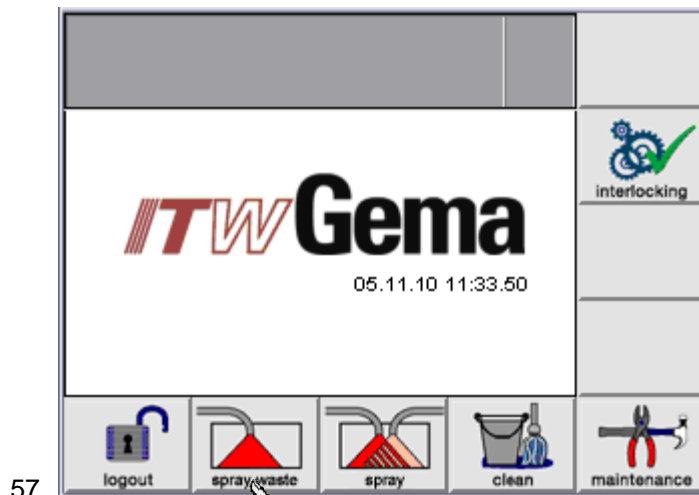 interlocking
ITW Gema
05.11.10 11:33.50
logout
spray waste
spray
clean
maintenance
57